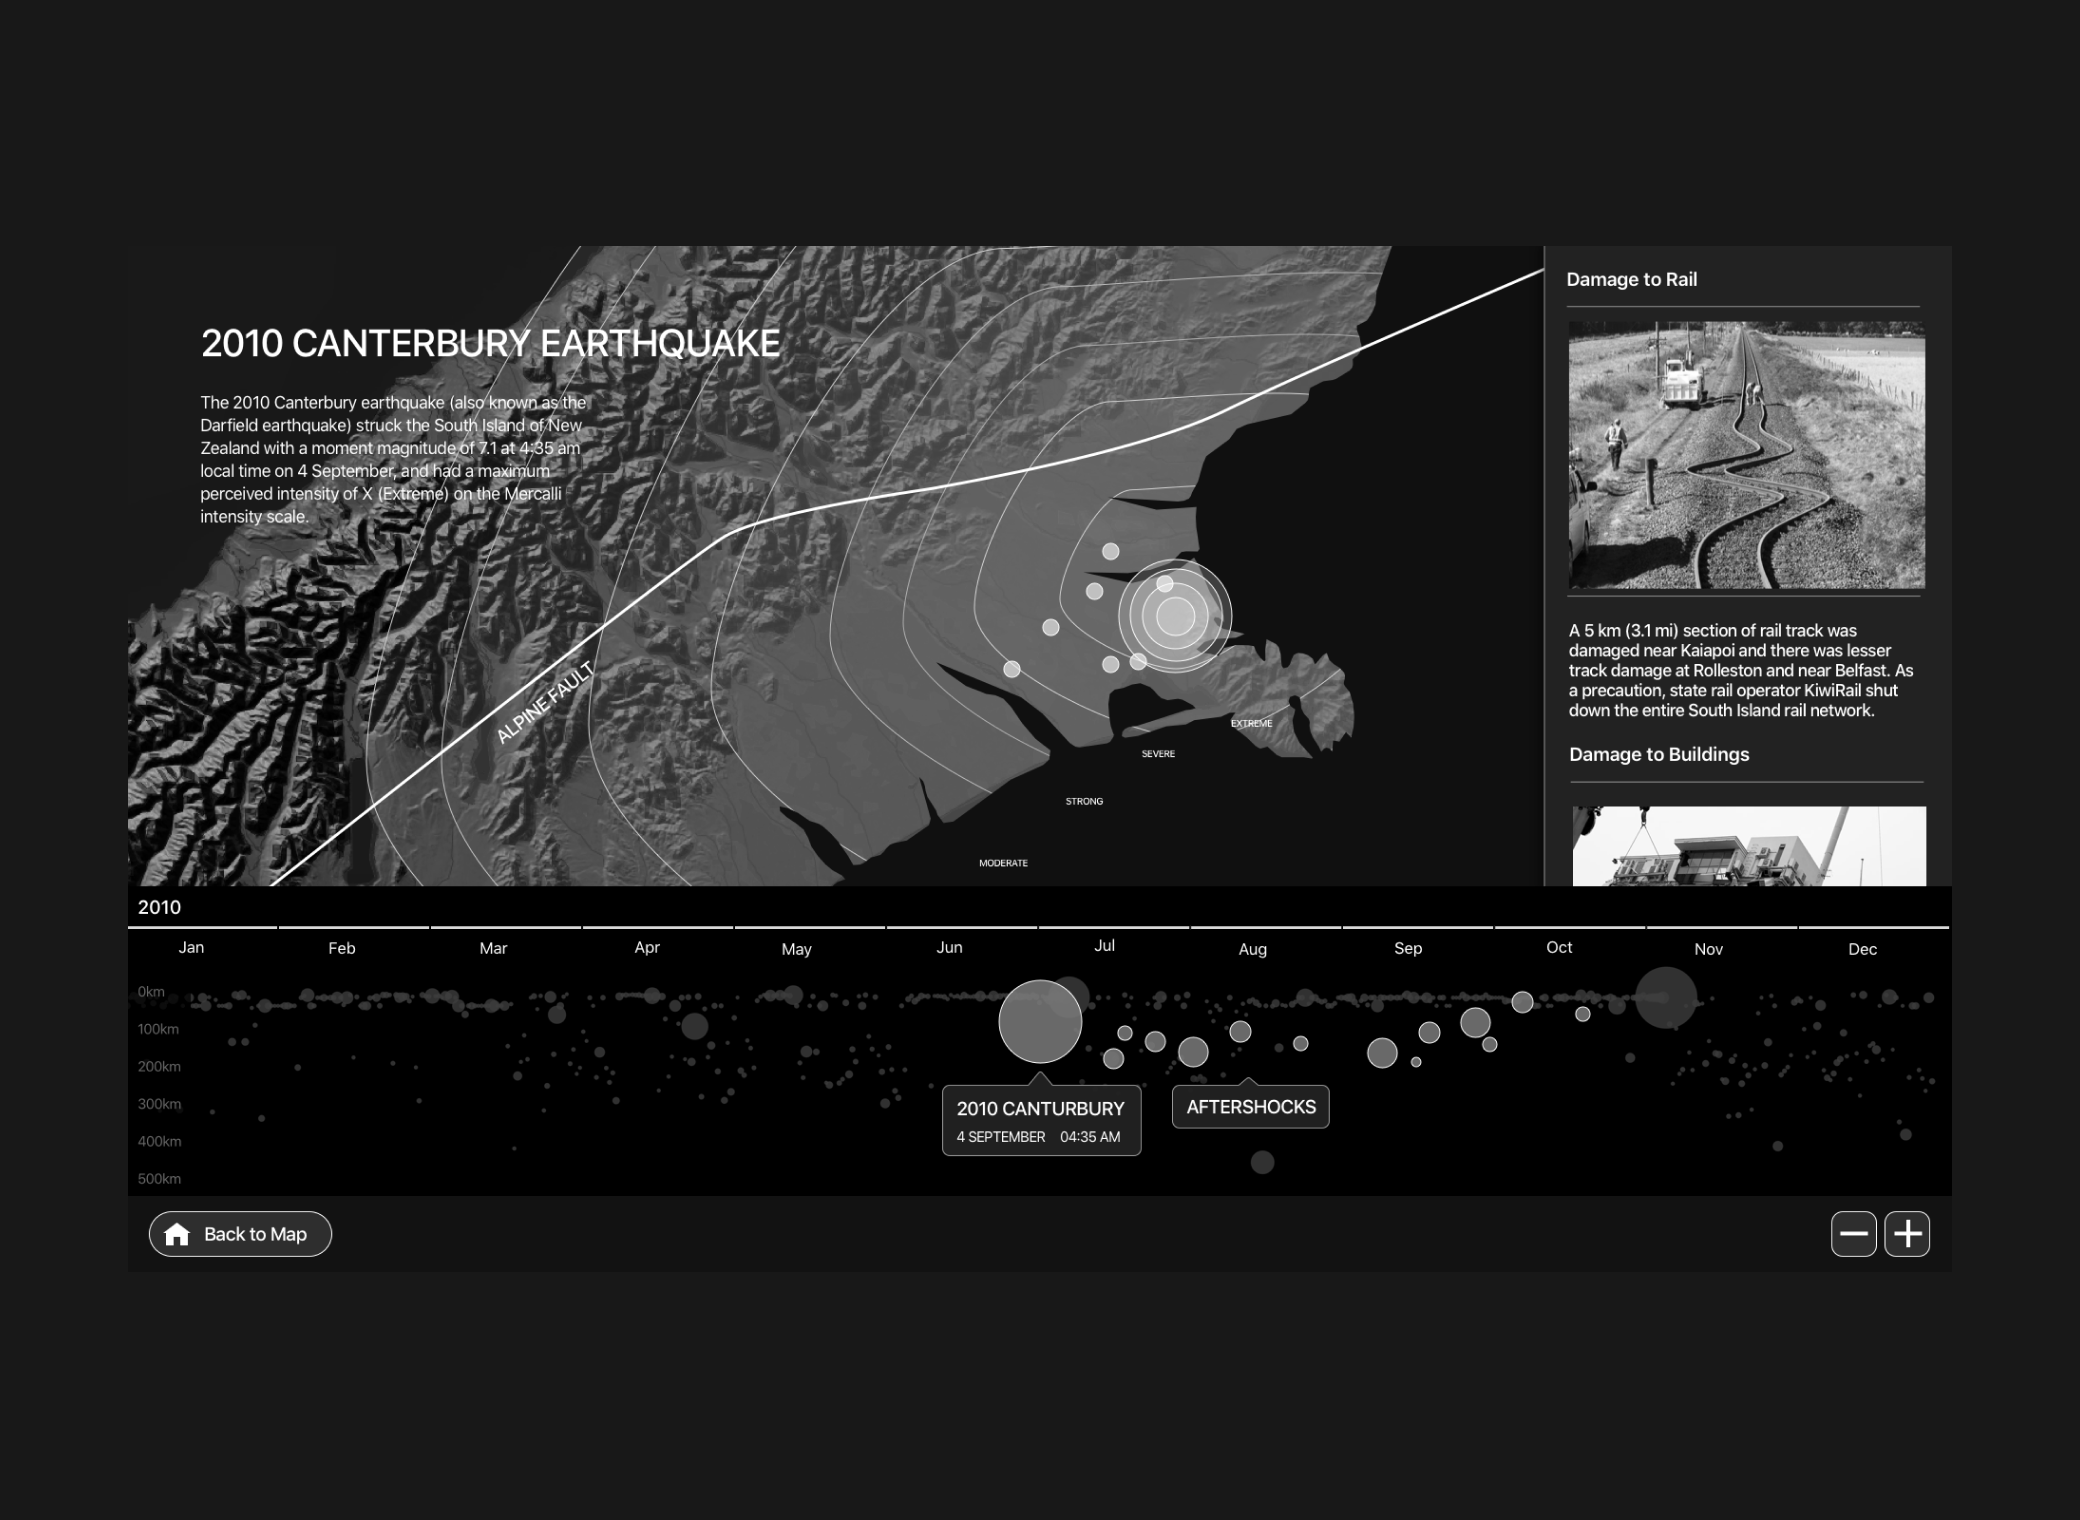 2010 CANTERBURY EARTHQUAKE
The 2010 Canterbury earthquake (also known as the
Darfield earthquake) struck the South Island of New
Zealand with a moment magnitude of 7.1 at 4:35 am
local time on 4 September, and had a maximum
perceived intensity of X (Extreme) on the Mercalli
intensity scale.
ALPINE FAULT
EXTREME
SEVERE
STRONG
MODERATE
Damage to Rail
A 5 km (3.1 mi) section of rail track was
damaged near Kaiapoi and there was lesser
track damage at Rolleston and near Belfast. As
a precaution, state rail operator KiwiRail shut
down the entire South Island rail network.
Damage to Buildings
2010
Jan Feb Mar Apr May Jun Jul Aug Sep Oct Nov Dec
0km
100km
200km
300km
400km
500km
2010 CANTURBURY
4 SEPTEMBER 04:35 AM
AFTERSHOCKS
Back to Map